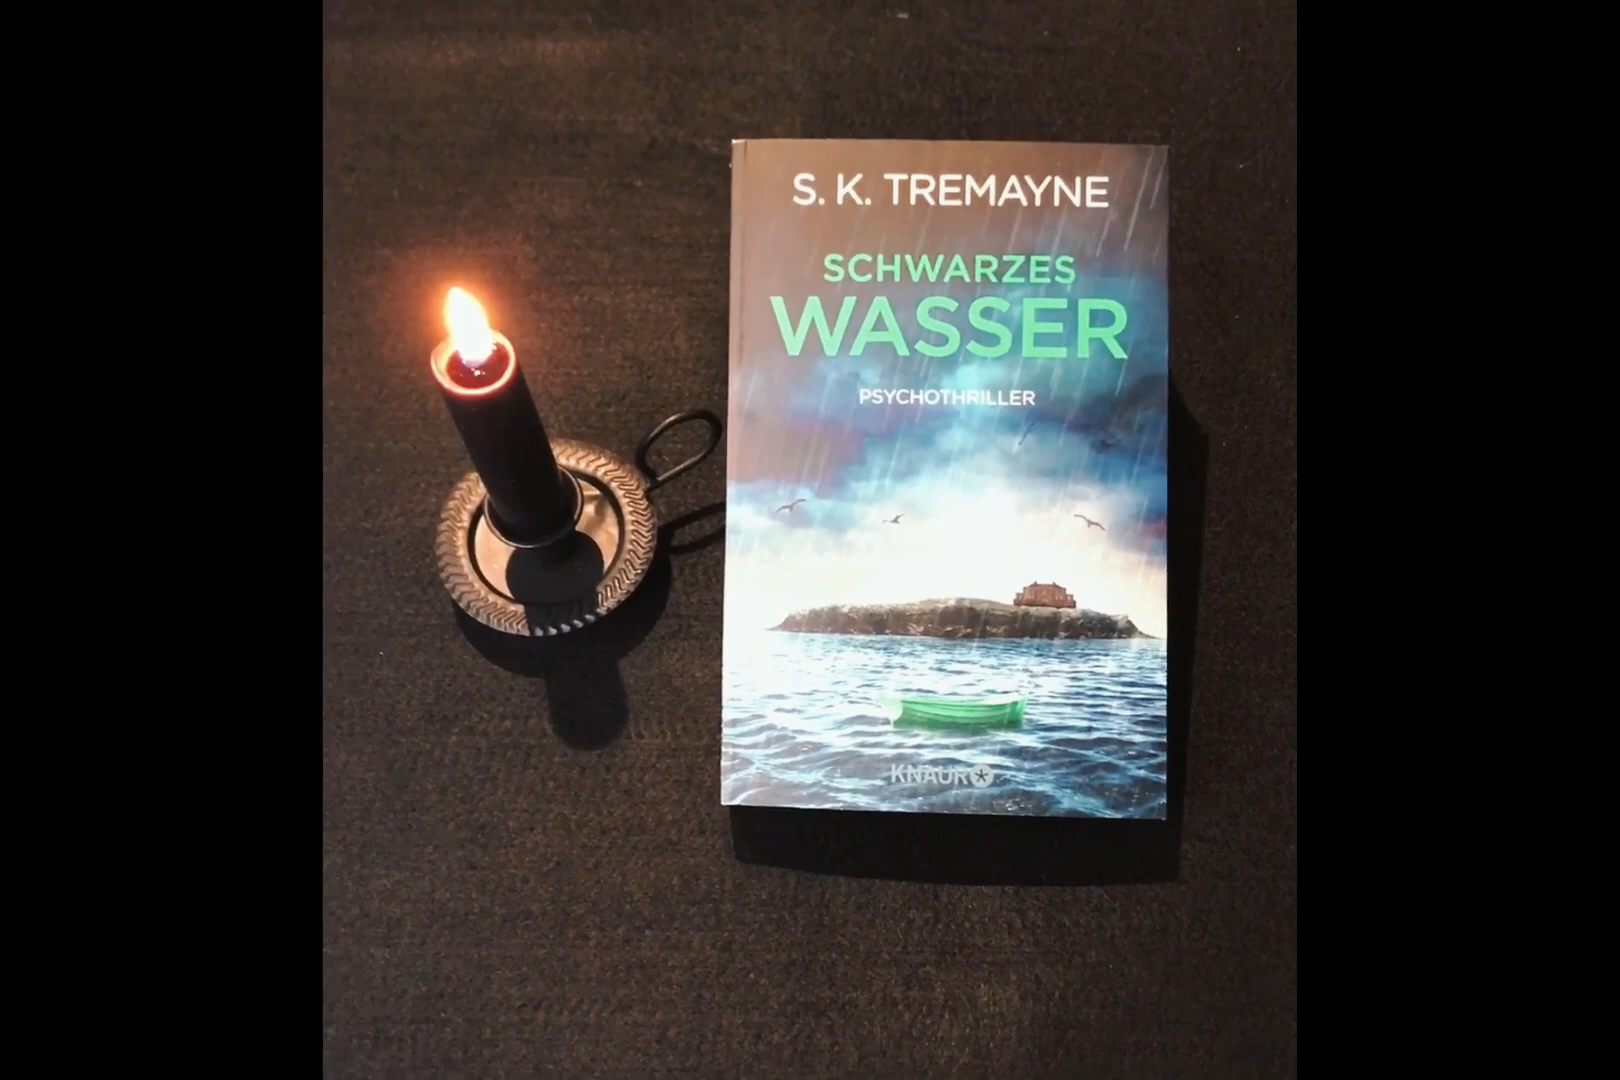 S. K. TREMAYNE
SCHWARZES
WASSER
PSYCHOTHRILLER
KNAUR